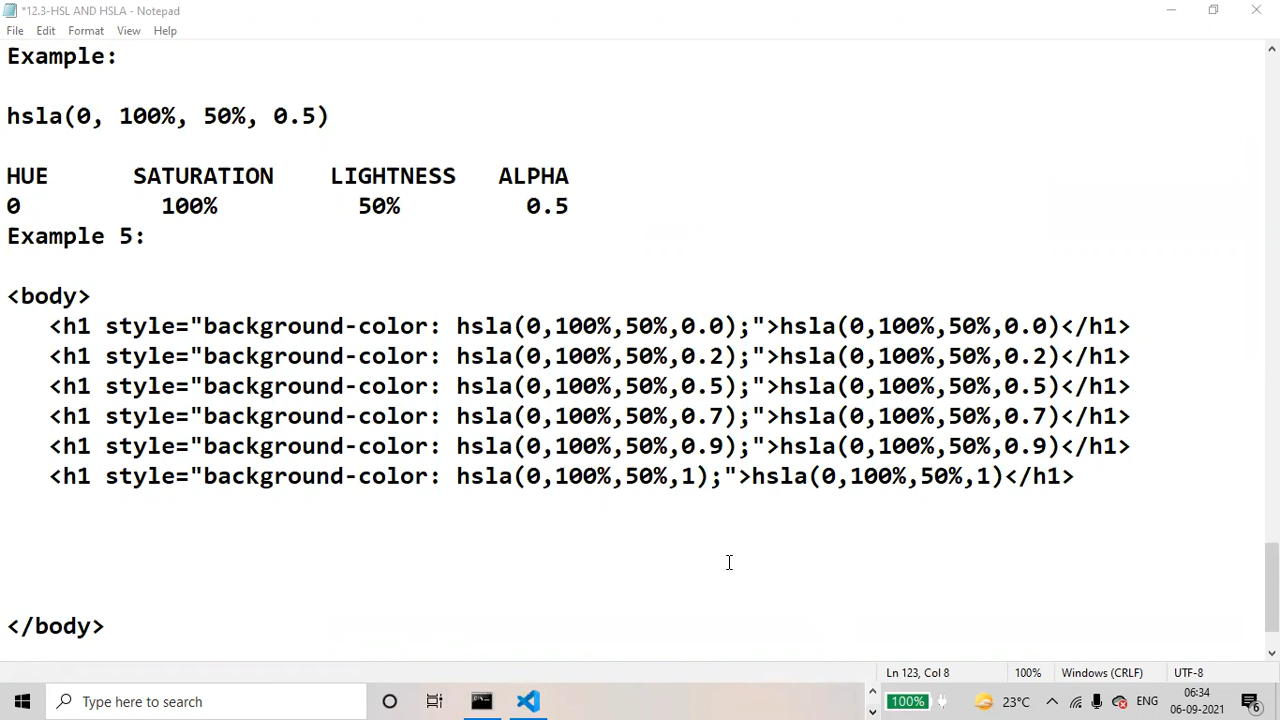 *12.3-HSL AND HSLA - Notepad
File Edit Format View Help
Example:
hsla(0, 100%, 50%, 0.5)
HUE SATURATION LIGHTNESS ALPHA
0 100% 50% 0.5
Example 5:
<body>
<h1 style="background-color: hsla(0,100%,50%,0.0);">hsla(0,100%,50%,0.0)</h1>
<h1 style="background-color: hsla(0,100%,50%,0.2);">hsla(0,100%,50%,0.2)</h1>
<h1 style="background-color: hsla(0,100%,50%,0.5);">hsla(0,100%,50%,0.5)</h1>
<h1 style="background-color: hsla(0,100%,50%,0.7);">hsla(0,100%,50%,0.7)</h1>
<h1 style="background-color: hsla(0,100%,50%,0.9);">hsla(0,100%,50%,0.9)</h1>
<h1 style="background-color: hsla(0,100%,50%,1);">hsla(0,100%,50%,1)</h1>
</body>
Ln 123, Col 8 100% Windows (CRLF) UTF-8
Type here to search 100% 23°C ENG 06:34
06-09-2021 6